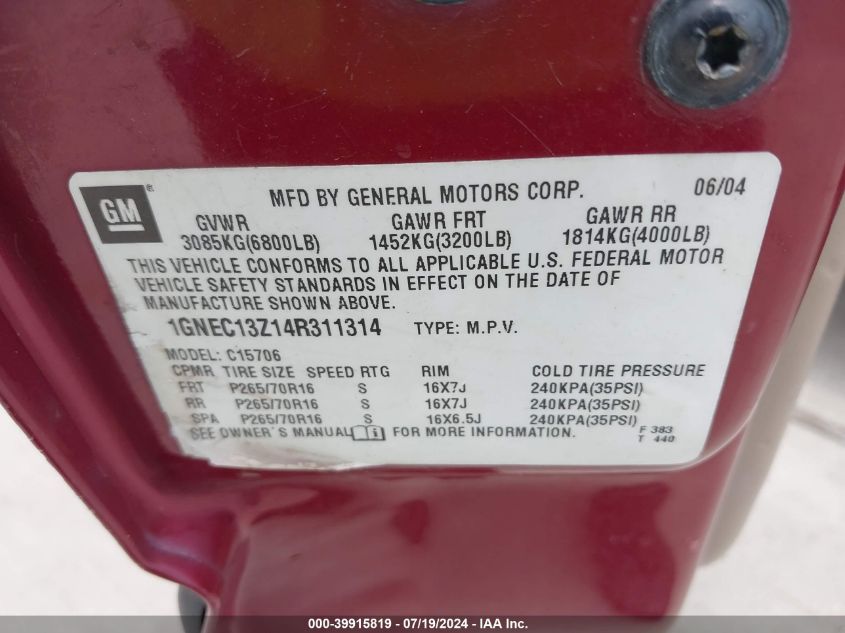 GM ®
MFD BY GENERAL MOTORS CORP. 06/04
GVWR GAWR FRT GAWR RR
3085KG(6800LB) 1452KG(3200LB) 1814KG(4000LB)
THIS VEHICLE CONFORMS TO ALL APPLICABLE U.S. FEDERAL MOTOR
VEHICLE SAFETY STANDARDS IN EFFECT ON THE DATE OF
MANUFACTURE SHOWN ABOVE.
1GNEC13Z14R311314 TYPE: M.P.V.
MODEL: C15706
CPMR TIRE SIZE SPEED RTG RIM COLD TIRE PRESSURE
FRT P265/70R16 S 16X7J 240KPA(35PSI)
RR P265/70R16 S 16X7J 240KPA(35PSI)
SPA P265/70R16 S 16X6.5J 240KPA(35PSI)
SEE OWNER'S MANUAL FOR MORE INFORMATION.
F 383
T 440
000-39915819 - 07/19/2024 - IAA Inc.